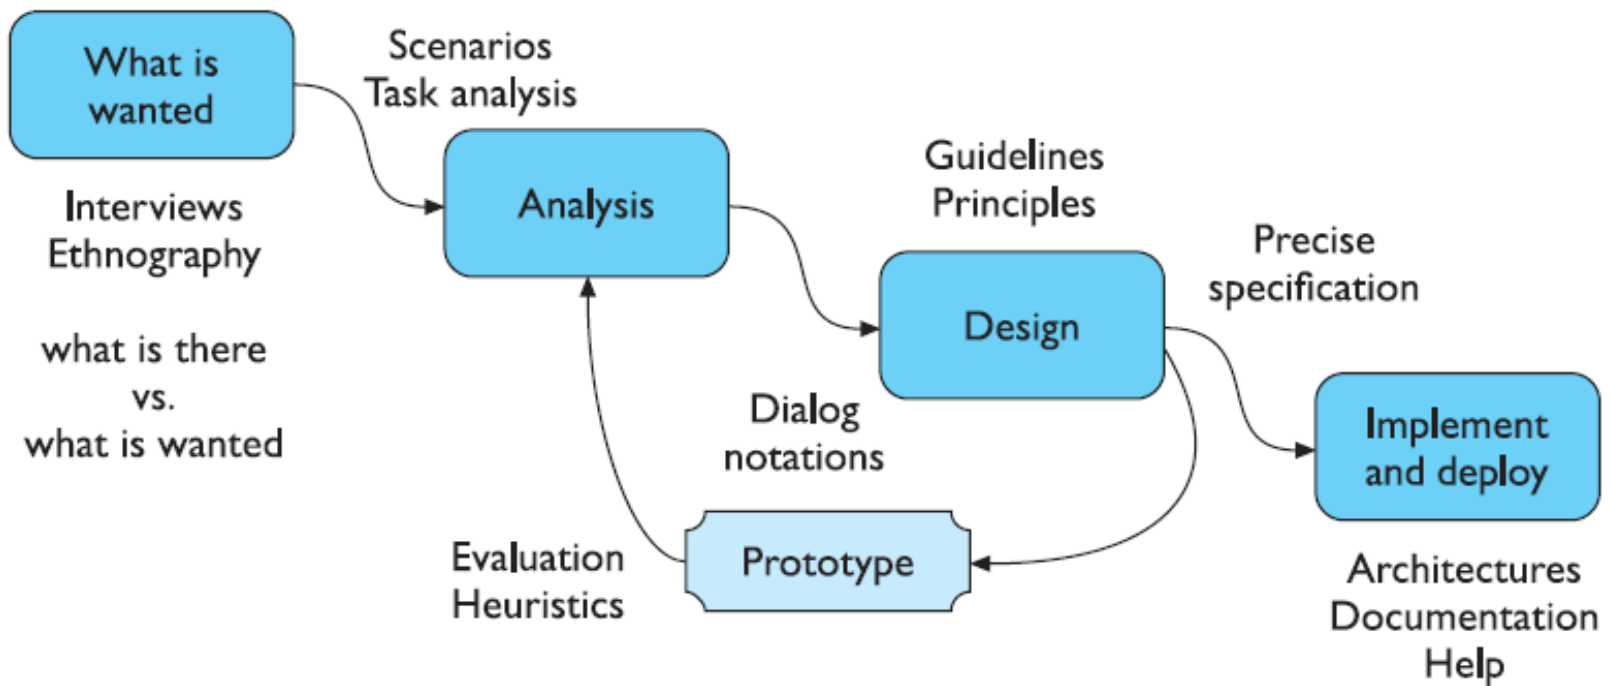 What is
wanted
Interviews
Ethnography
what is there
vs.
what is wanted
Scenarios
Task analysis
Analysis
Guidelines
Principles
Design
Precise
specification
Dialog
notations
Prototype
Evaluation
Heuristics
Implement
and deploy
Architectures
Documentation
Help